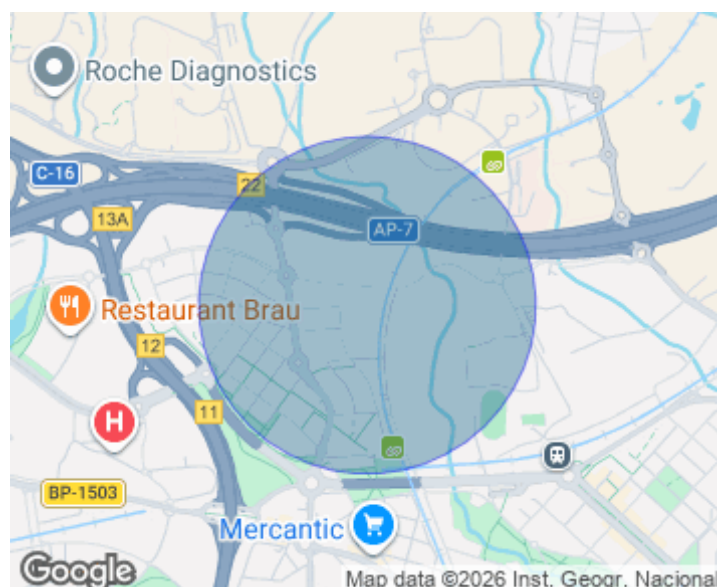 Roche Diagnostics
C-16
22
13A
AP-7
Restaurant Brau
12
11
H
BP-1503
Mercantic
Google
Map data ©2026 Inst. Geogr. Nacional